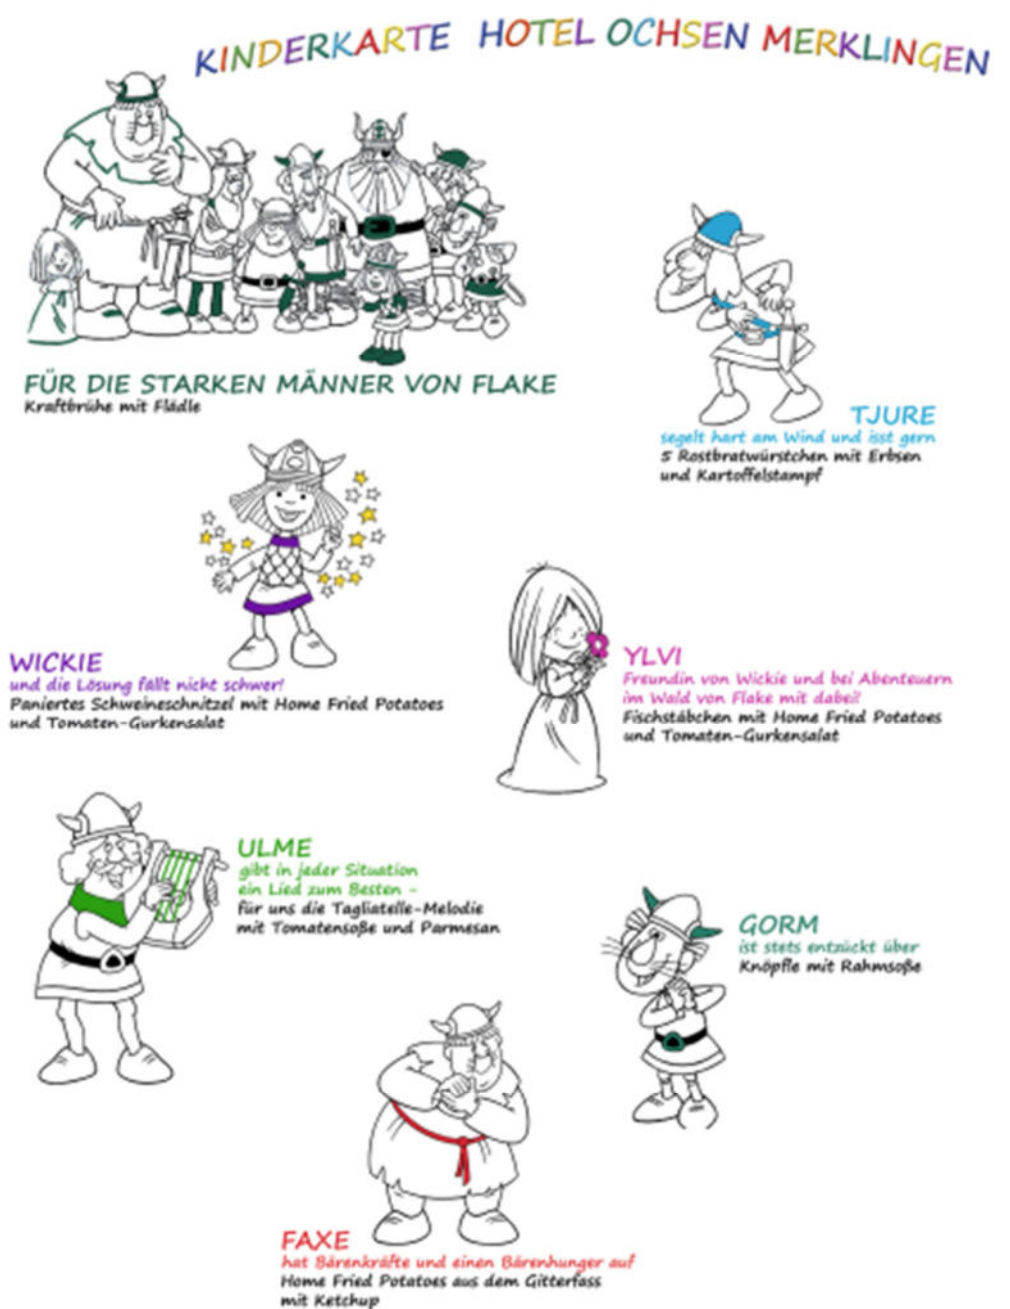 KINDERKARTE HOTEL OCHSEN MERKLINGEN
FÜR DIE STARKEN MÄNNER VON FLAKE
Kraftbrühe mit Flädle
TJURE
segelt hart am Wind und isst gern
5 Rostbratwürstchen mit Erbsen
und Kartoffelstampf
WICKIE
und die Lösung fällt nicht schwer!
Paniertes Schweineschnitzel mit Home Fried Potatoes
und Tomaten-Gurkensalat
YLVI
Freundin von Wickie und bei Abenteuern
im Wald von Flake mit dabei!
Fischstäbchen mit Home Fried Potatoes
und Tomaten-Gurkensalat
ULME
gibt in jeder Situation
ein Lied zum Besten -
für uns die Tagliatelle-Melodie
mit Tomatensoße und Parmesan
GORM
ist stets entzückt über
Knöpfle mit Rahmsoße
FAXE
hat Bärenkräfte und einen Bärenhunger auf
Home Fried Potatoes aus dem Gitterfass
mit Ketchup